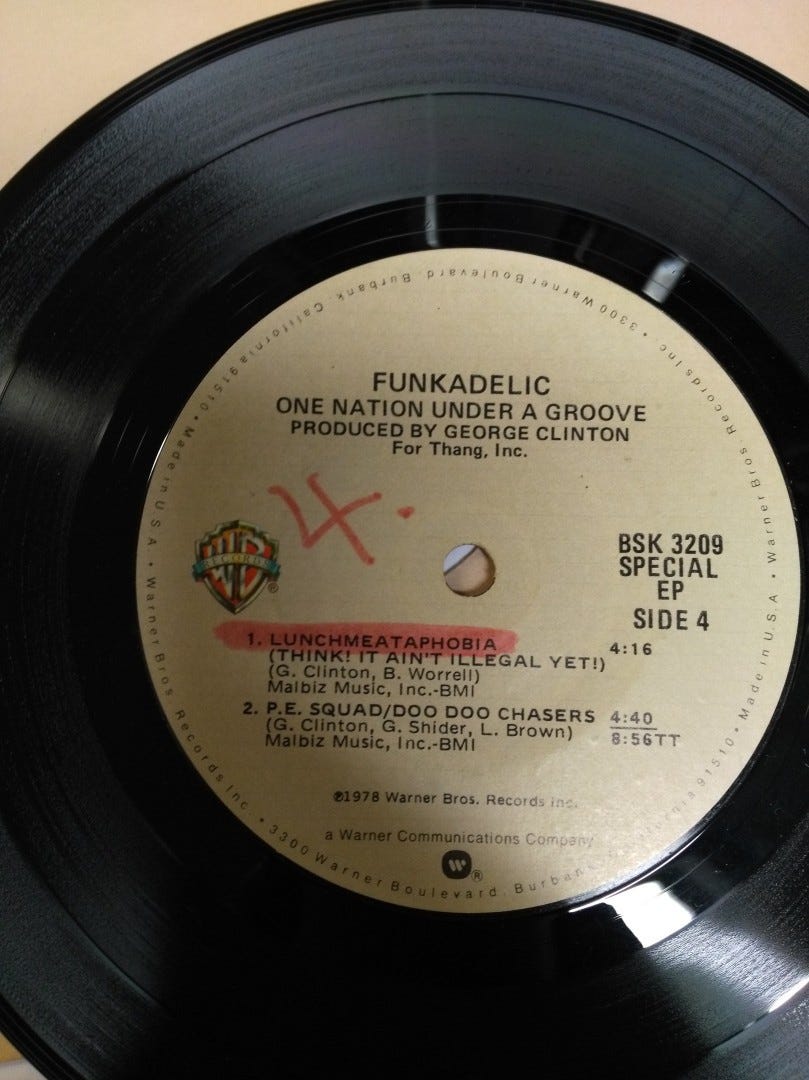 FUNKADELIC
ONE NATION UNDER A GROOVE
PRODUCED BY GEORGE CLINTON
For Thang, Inc.
4.
RECORDS
®
BSK 3209
SPECIAL
EP
SIDE 4
1. LUNCHMEATAPHOBIA 4:16
(THINK! IT AIN'T ILLEGAL YET!)
(G. Clinton, B. Worrell)
Malbiz Music, Inc.-BMI
2. P.E. SQUAD/DOO DOO CHASERS 4:40
(G. Clinton, G. Shider, L. Brown) 8:56TT
Malbiz Music, Inc.-BMI
℗1978 Warner Bros. Records Inc.
a Warner Communications Company
®
Warner Bros Records Inc • 3300 Warner Boulevard, Burbank, California 91510 • Made in U.S.A. • Warner Bros Records Inc. • 3300 Warner Boulevard, Burbank, California 91510 • Made in U.S.A. •